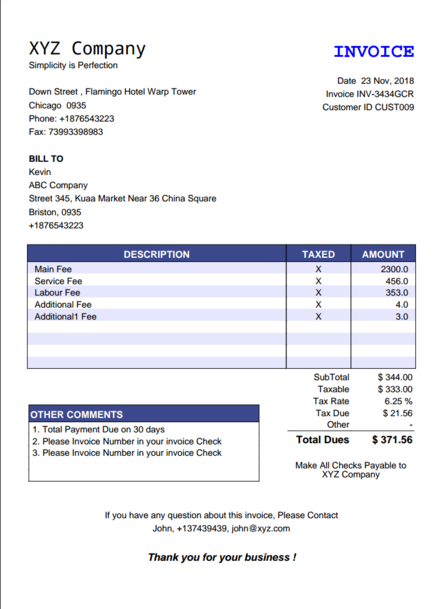 XYZ Company
INVOICE
Simplicity is Perfection
Date 23 Nov, 2018
Down Street , Flamingo Hotel Warp Tower
Invoice INV-3434GCR
Chicago 0935
Customer ID CUST009
Phone: +1876543223
Fax: 73993398983
BILL TO
Kevin
ABC Company
Street 345, Kuaa Market Near 36 China Square
Briston, 0935
+1876543223
DESCRIPTION TAXED AMOUNT
Main Fee X 2300.0
Service Fee X 456.0
Labour Fee X 353.0
Additional Fee X 4.0
Additional1 Fee X 3.0
SubTotal $ 344.00
Taxable $ 333.00
Tax Rate 6.25 %
Tax Due $ 21.56
Other -
Total Dues $ 371.56
OTHER COMMENTS
1. Total Payment Due on 30 days
2. Please Invoice Number in your invoice Check
3. Please Invoice Number in your invoice Check
Make All Checks Payable to
XYZ Company
If you have any question about this invoice, Please Contact
John, +137439439, john@xyz.com
Thank you for your business !